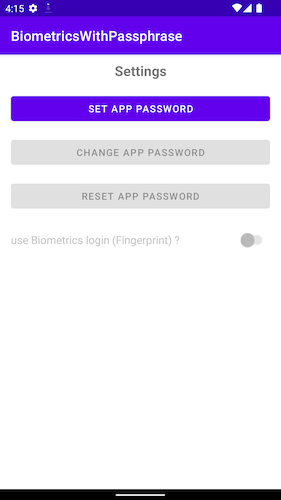 4:15
BiometricsWithPassphrase
Settings
SET APP PASSWORD
CHANGE APP PASSWORD
RESET APP PASSWORD
use Biometrics login (Fingerprint) ?